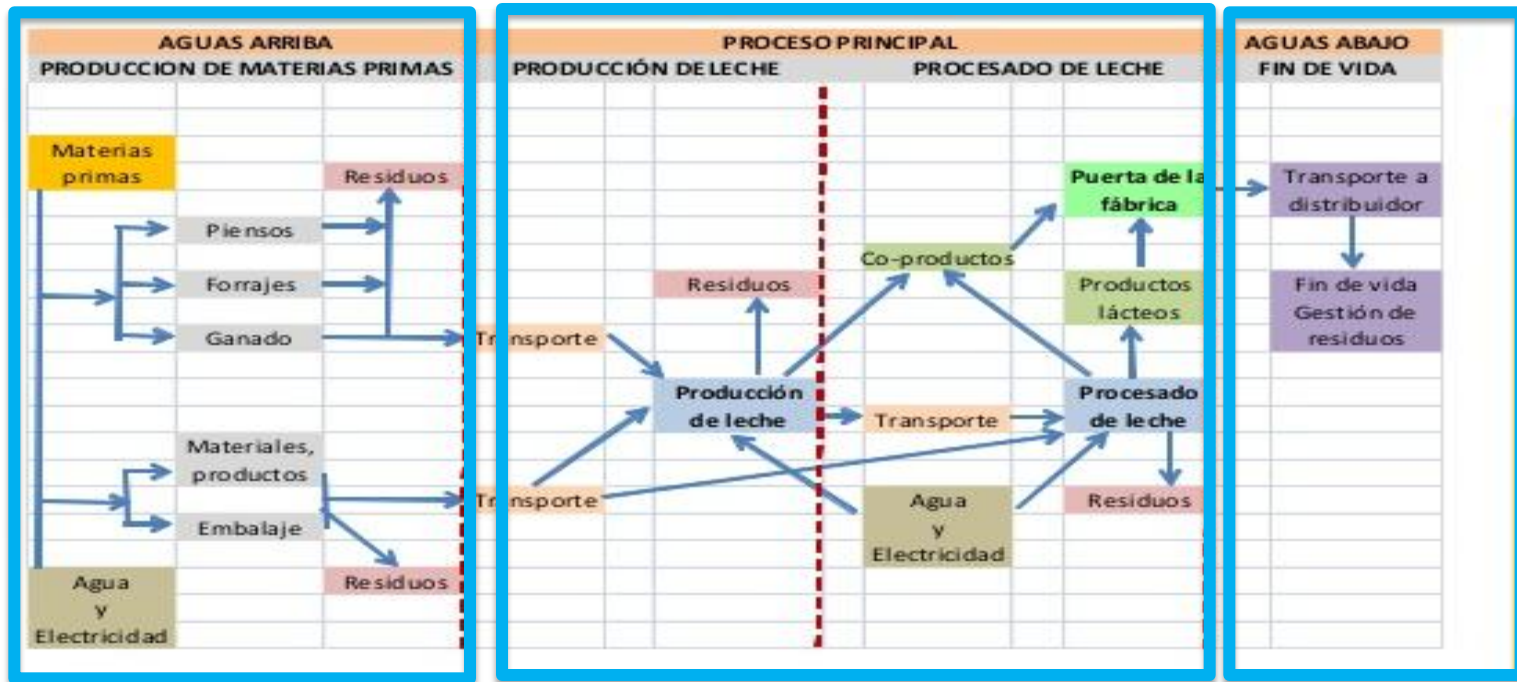 AGUAS ARRIBA
PROCESO PRINCIPAL
AGUAS ABAJO
PRODUCCION DE MATERIAS PRIMAS
PRODUCCIÓN DE LECHE
PROCESADO DE LECHE
FIN DE VIDA
Materias
primas
Residuos
Piensos
Forrajes
Ganado
Materiales,
productos
Embalaje
Residuos
Agua
y
Electricidad
Transporte
Transporte
Residuos
Producción
de leche
Co-productos
Transporte
Agua
y
Electricidad
Puerta de la
fábrica
Productos
lácteos
Procesado
de leche
Residuos
Transporte a
distribuidor
Fin de vida
Gestión de
residuos